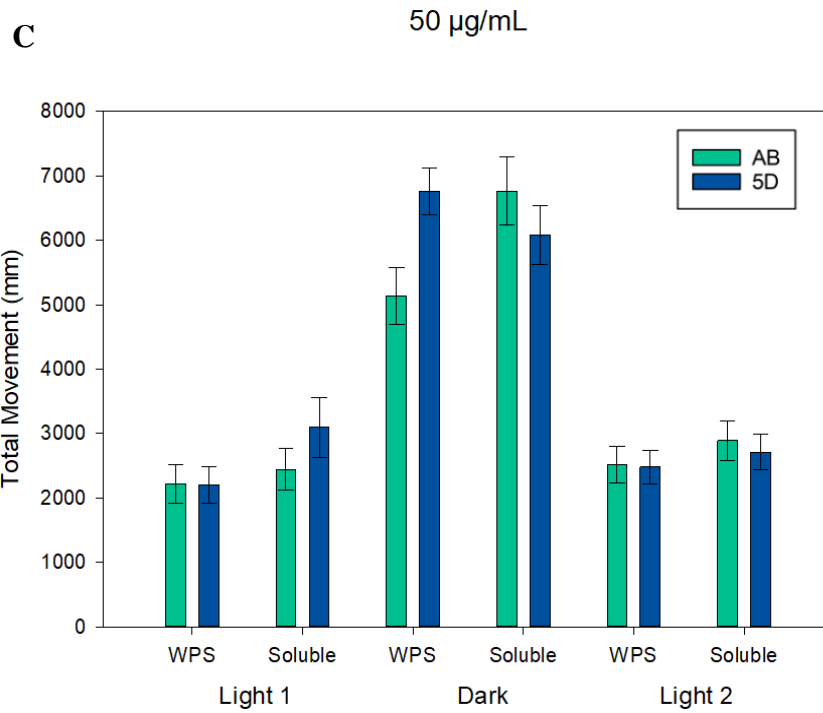 C
50 µg/mL
8000
7000
6000
5000
4000
3000
2000
1000
0
Total Movement (mm)
AB
5D
WPS Soluble WPS Soluble WPS Soluble
Light 1 Dark Light 2